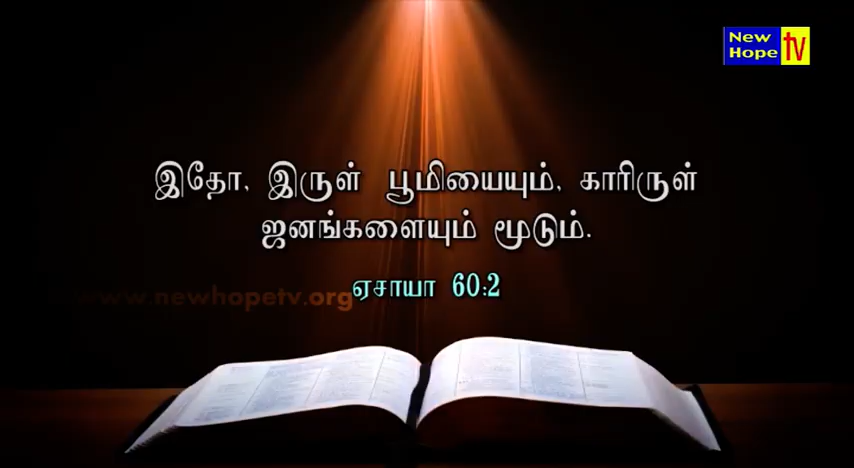 New
Hope tv
இதோ, இருள் பூமியையும், காரிருள்
ஜனங்களையும் மூடும்.
ஏசாயா 60:2
www.newhopetv.org